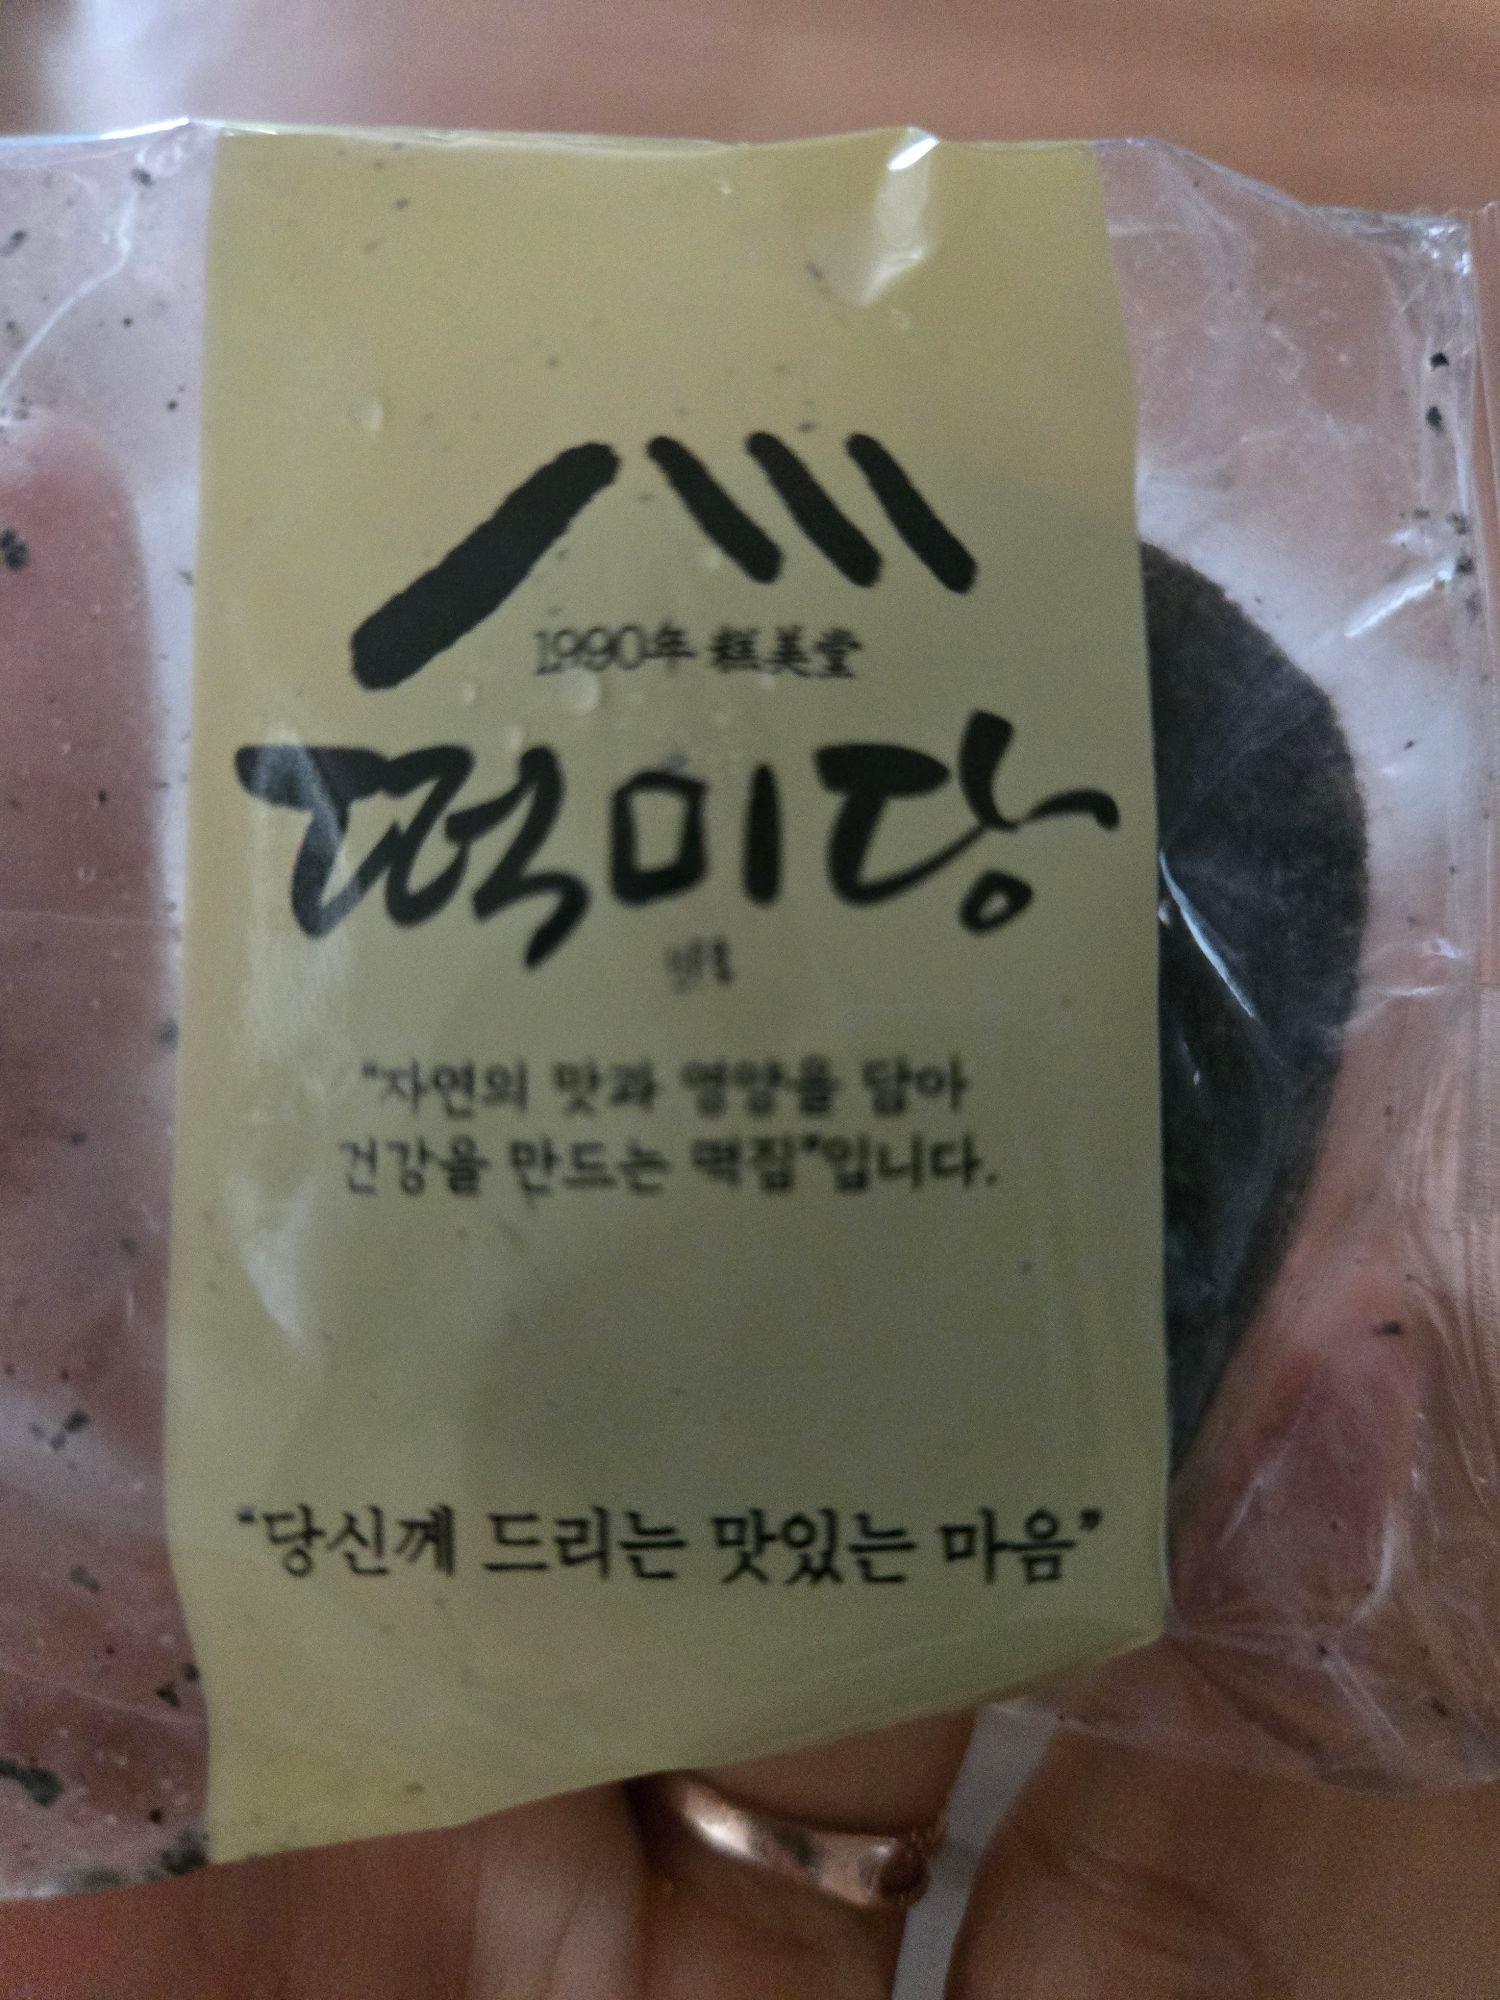 1990年 糕美堂
떡미당
"자연의 맛과 영양을 담아
건강을 만드는 떡집"입니다.
"당신께 드리는 맛있는 마음"